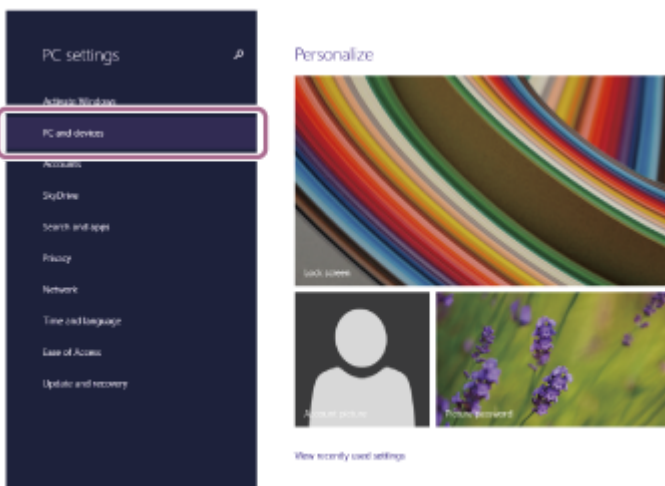 PC settings
Activate Windows
PC and devices
Accounts
SkyDrive
Search and apps
Privacy
Network
Time and language
Ease of Access
Update and recovery
Personalize
Lock screen
Account picture
Picture password
View recently used settings